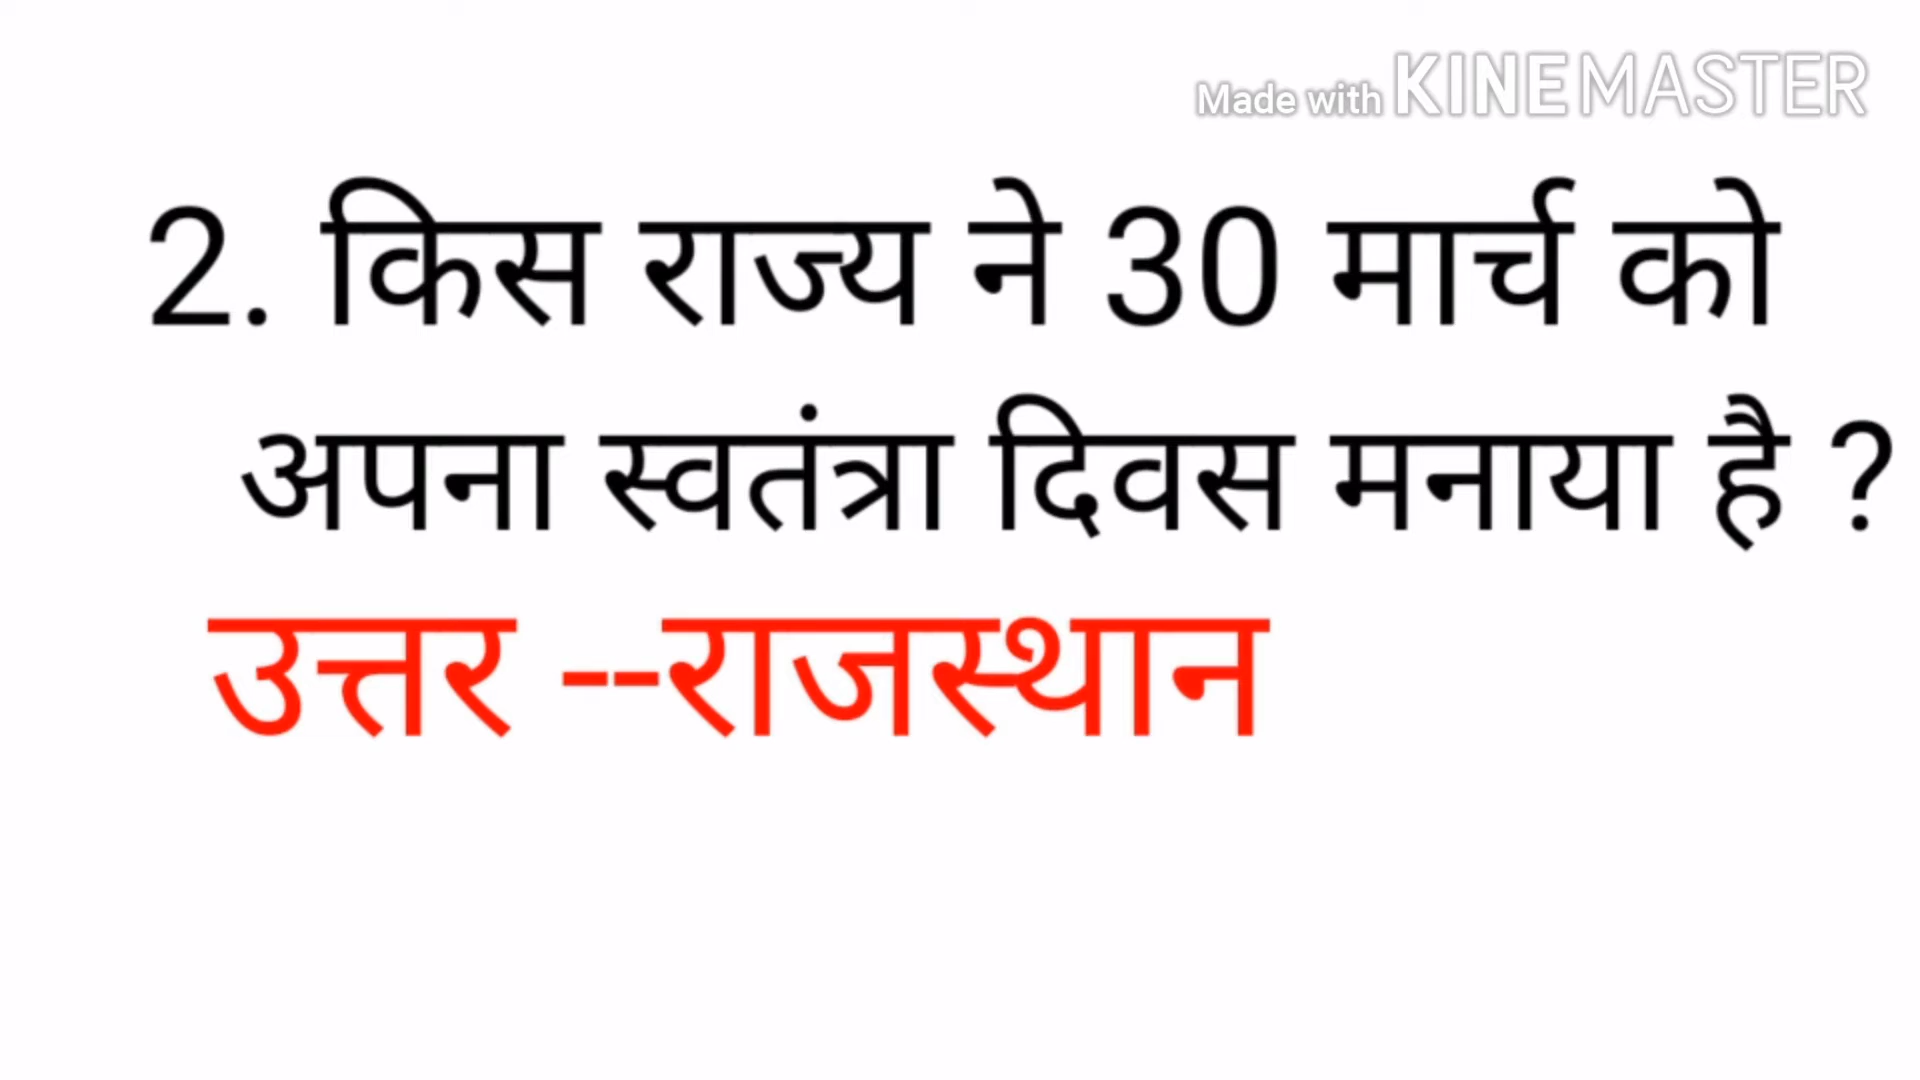 Made with KINEMASTER
2. किस राज्य ने 30 मार्च को
अपना स्वतंत्रा दिवस मनाया है ?
उत्तर --राजस्थान